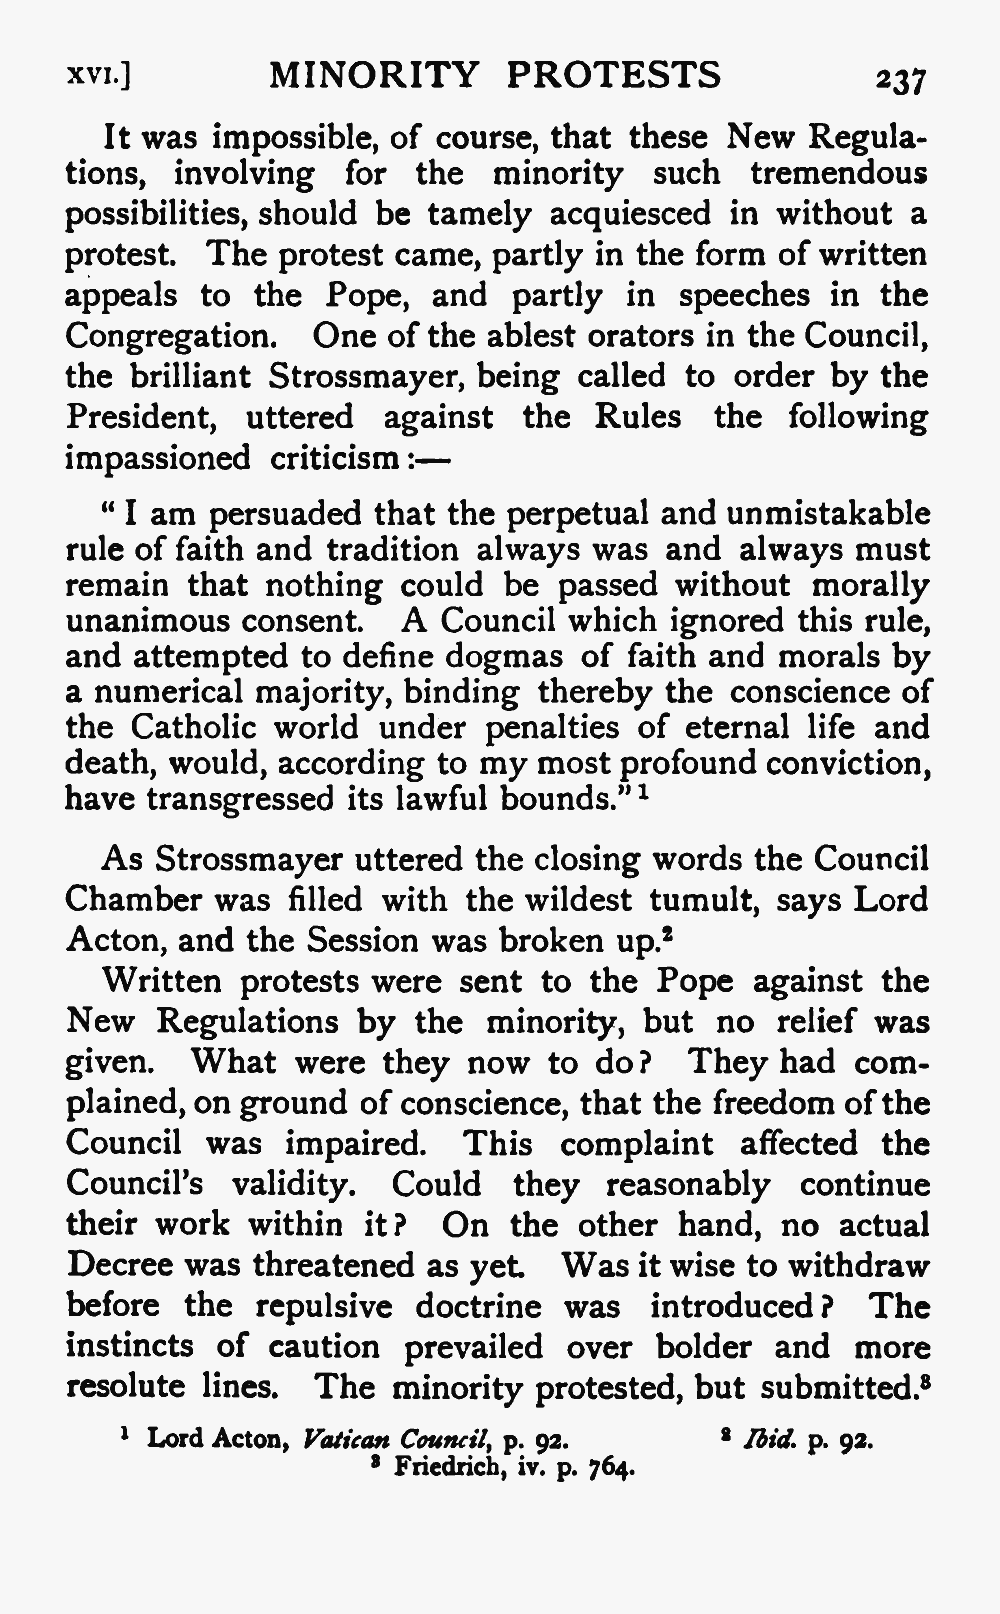 XVI.] MINORITY PROTESTS 237
It was impossible, of course, that these New Regula-
tions, involving for the minority such tremendous
possibilities, should be tamely acquiesced in without a
protest. The protest came, partly in the form of written
appeals to the Pope, and partly in speeches in the
Congregation. One of the ablest orators in the Council,
the brilliant Strossmayer, being called to order by the
President, uttered against the Rules the following
impassioned criticism :—
“ I am persuaded that the perpetual and unmistakable
rule of faith and tradition always was and always must
remain that nothing could be passed without morally
unanimous consent. A Council which ignored this rule,
and attempted to define dogmas of faith and morals by
a numerical majority, binding thereby the conscience of
the Catholic world under penalties of eternal life and
death, would, according to my most profound conviction,
have transgressed its lawful bounds.” ¹
As Strossmayer uttered the closing words the Council
Chamber was filled with the wildest tumult, says Lord
Acton, and the Session was broken up.²
Written protests were sent to the Pope against the
New Regulations by the minority, but no relief was
given. What were they now to do? They had com-
plained, on ground of conscience, that the freedom of the
Council was impaired. This complaint affected the
Council’s validity. Could they reasonably continue
their work within it? On the other hand, no actual
Decree was threatened as yet. Was it wise to withdraw
before the repulsive doctrine was introduced? The
instincts of caution prevailed over bolder and more
resolute lines. The minority protested, but submitted.³
¹ Lord Acton, Vatican Council, p. 92. ² Ibid. p. 92.
³ Friedrich, iv. p. 764.